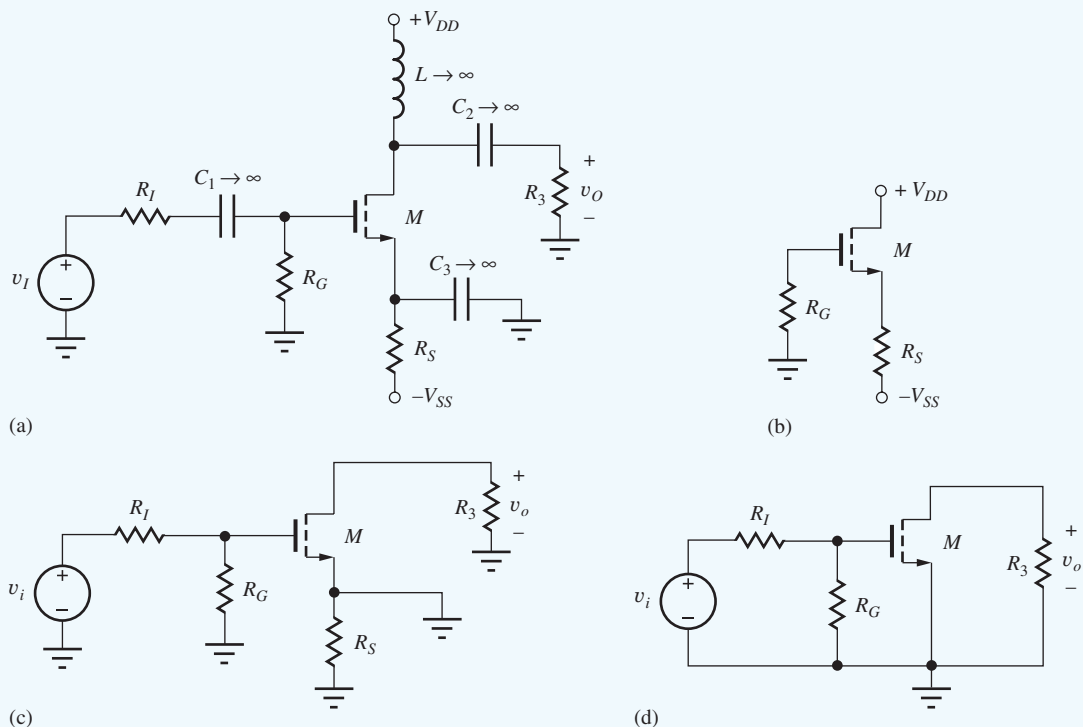 +V_DD
L → ∞
C_2 → ∞
R_I
C_1 → ∞
M
R_3
+
v_O
–
v_I
+
–
R_G
C_3 → ∞
R_S
–V_SS
(a)
+ V_DD
M
R_G
R_S
–V_SS
(b)
R_I
M
R_3
+
v_o
–
v_i
+
–
R_G
R_S
(c)
R_I
M
R_3
+
v_o
–
v_i
+
–
R_G
(d)